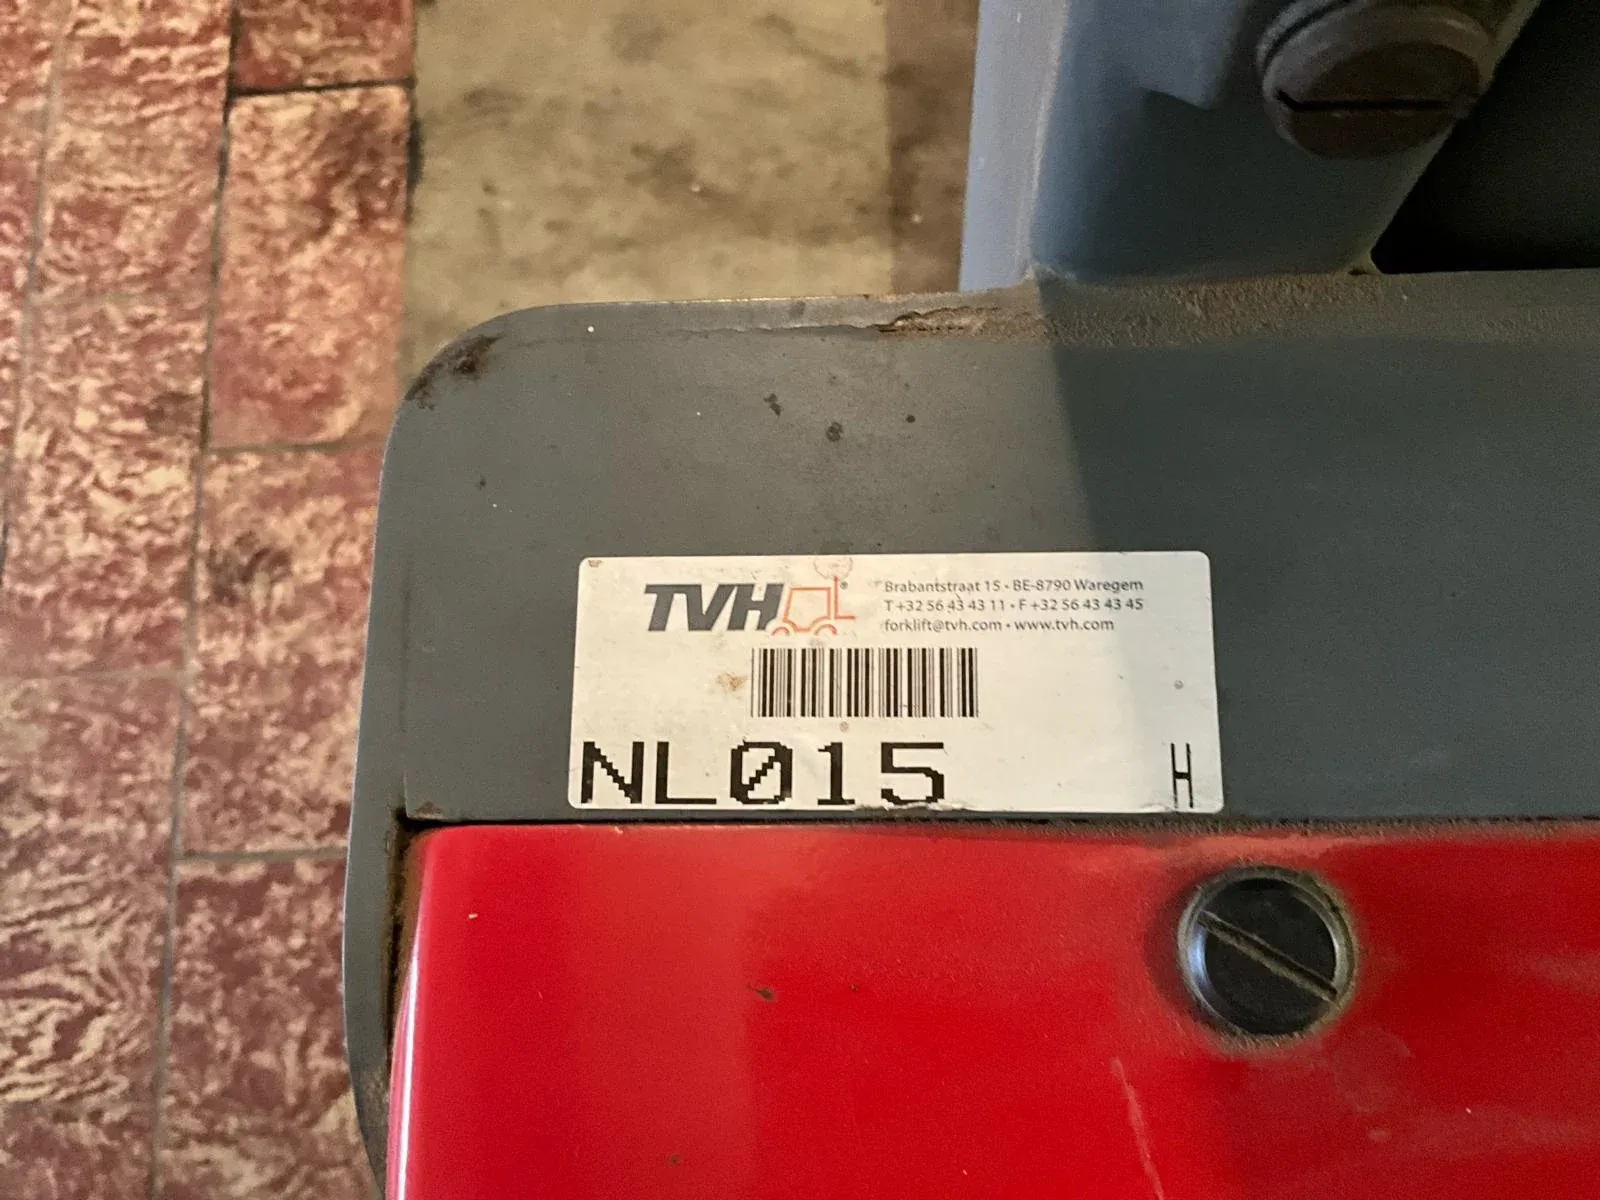 TVH®
Brabantstraat 15 • BE-8790 Waregem
T +32 56 43 43 11 • F +32 56 43 43 45
forklift@tvh.com • www.tvh.com
NL015 H